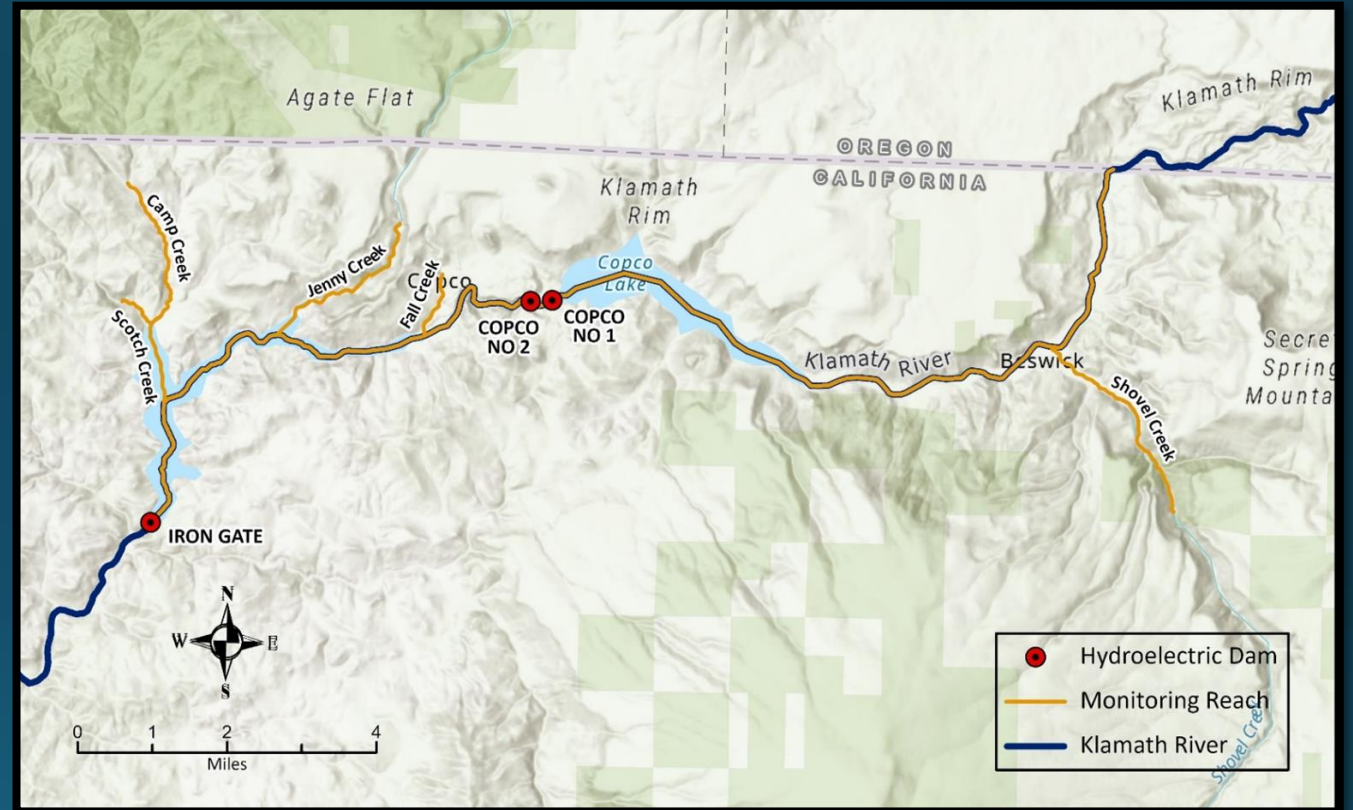 Agate Flat
Klamath Rim
OREGON
CALIFORNIA
Klamath
Rim
Camp Creek
Jenny Creek
Fall Creek
Copco
Copco
Lake
COPCO
NO 2
COPCO
NO 1
Scotch Creek
Klamath River
Beswick
Secre
Spring
Mounta
Shovel Creek
IRON GATE
N
W
E
S
0 1 2 4
Miles
Hydroelectric Dam
Monitoring Reach
Klamath River
Shovel Creek